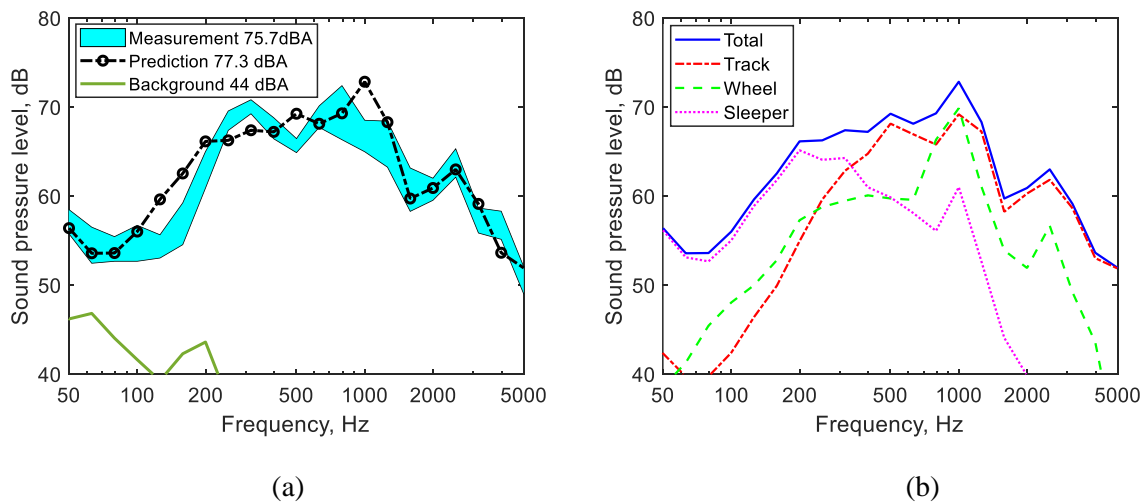 80
70
60
50
40
Sound pressure level, dB
Measurement 75.7dBA
Prediction 77.3 dBA
Background 44 dBA
50 100 200 500 1000 2000 5000
Frequency, Hz
(a)
80
70
60
50
40
Sound pressure level, dB
Total
Track
Wheel
Sleeper
50 100 200 500 1000 2000 5000
Frequency, Hz
(b)